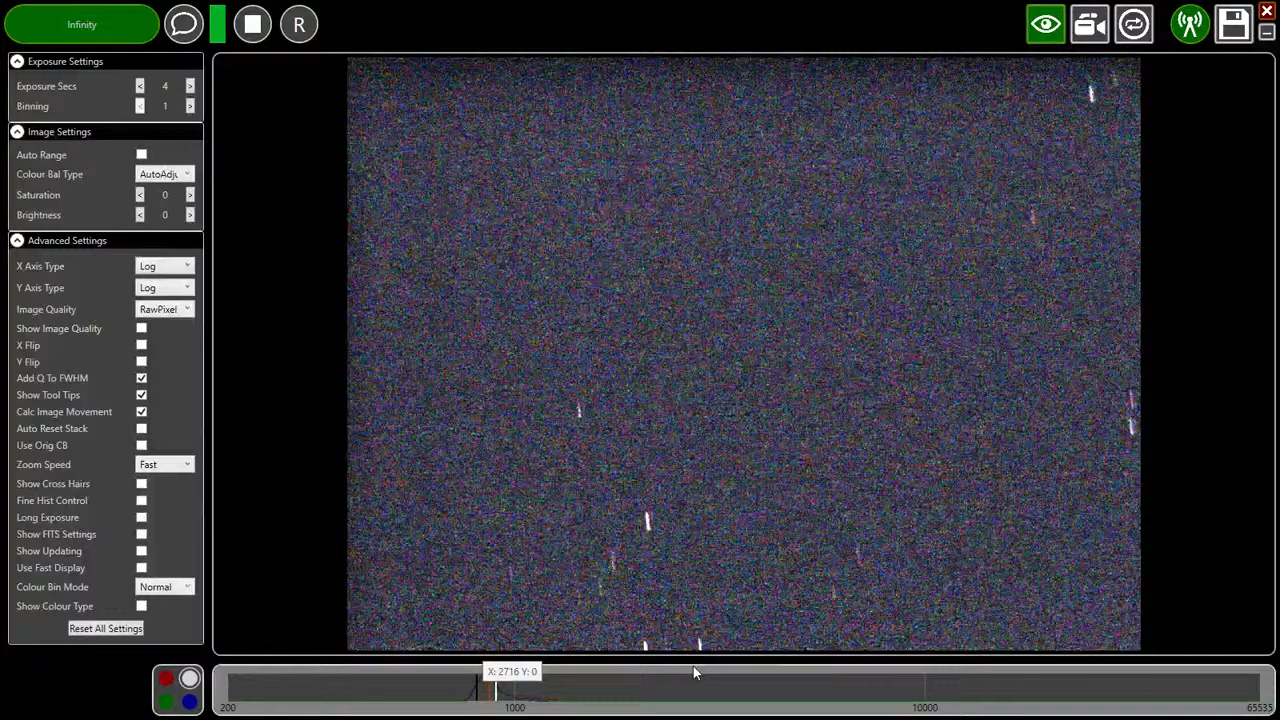 Infinity
R
Exposure Settings
Exposure Secs < 4 >
Binning < 1 >
Image Settings
Auto Range
Colour Bal Type AutoAdju
Saturation < 0 >
Brightness < 0 >
Advanced Settings
X Axis Type Log
Y Axis Type Log
Image Quality RawPixel
Show Image Quality
X Flip
Y Flip
Add Q To FWHM
Show Tool Tips
Calc Image Movement
Auto Reset Stack
Use Orig CB
Zoom Speed Fast
Show Cross Hairs
Fine Hist Control
Long Exposure
Show FITS Settings
Show Updating
Use Fast Display
Colour Bin Mode Normal
Show Colour Type
Reset All Settings
X: 2716 Y: 0
200 1000 10000 65535